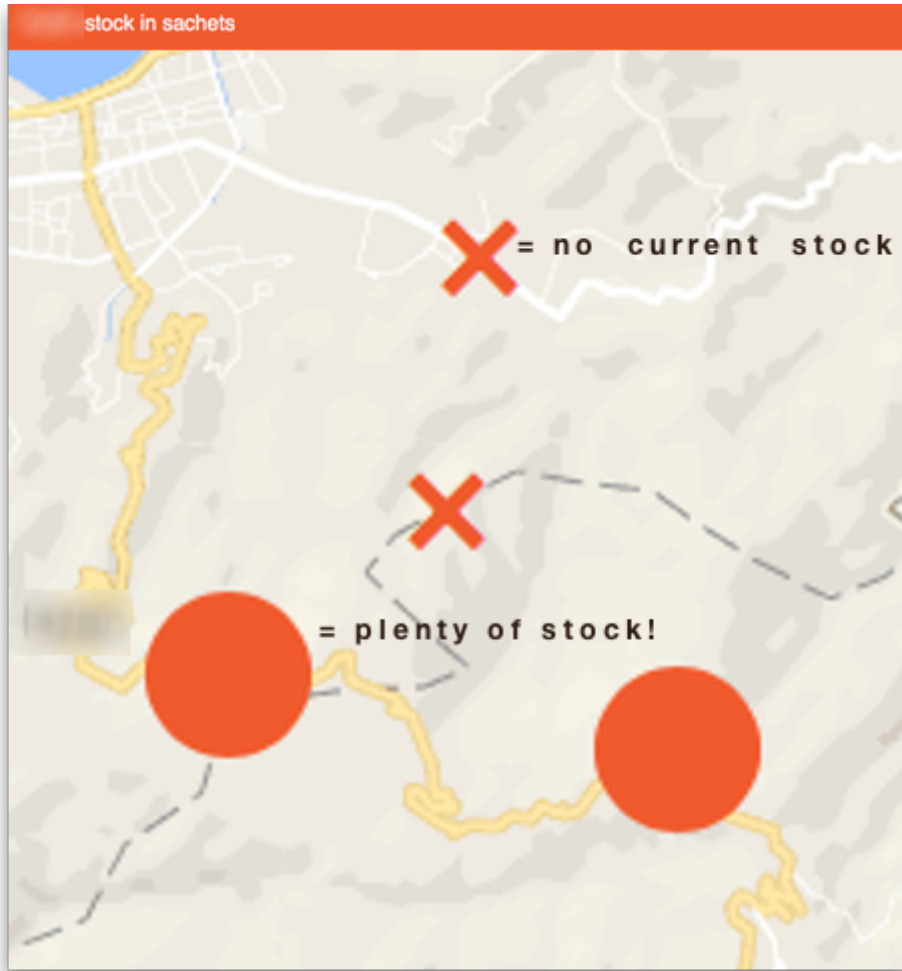 stock in sachets
= no current stock
= plenty of stock!